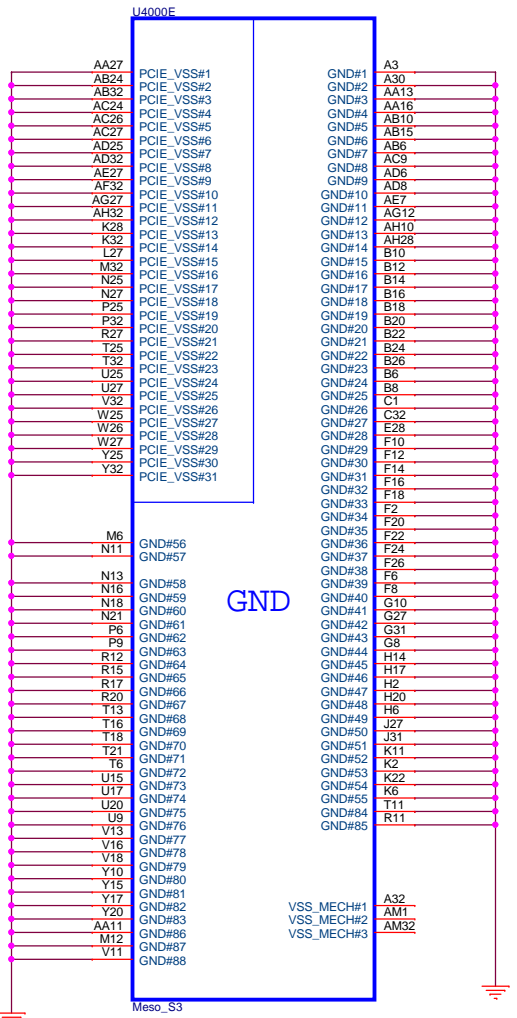 U4000E
AA27 PCIE_VSS#1 GND#1 A3
AB24 PCIE_VSS#2 GND#2 A30
AB32 PCIE_VSS#3 GND#3 AA13
AC24 PCIE_VSS#4 GND#4 AA16
AC26 PCIE_VSS#5 GND#5 AB10
AC27 PCIE_VSS#6 GND#6 AB15
AD25 PCIE_VSS#7 GND#7 AB6
AD32 PCIE_VSS#8 GND#8 AC9
AE27 PCIE_VSS#9 GND#9 AD6
AF32 PCIE_VSS#10 GND#10 AD8
AG27 PCIE_VSS#11 GND#11 AE7
AH32 PCIE_VSS#12 GND#12 AG12
K28 PCIE_VSS#13 GND#13 AH10
K32 PCIE_VSS#14 GND#14 AH28
L27 PCIE_VSS#15 GND#15 B10
M32 PCIE_VSS#16 GND#16 B12
N25 PCIE_VSS#17 GND#17 B14
N27 PCIE_VSS#18 GND#18 B16
P25 PCIE_VSS#19 GND#19 B18
P32 PCIE_VSS#20 GND#20 B20
R27 PCIE_VSS#21 GND#21 B22
T25 PCIE_VSS#22 GND#22 B24
T32 PCIE_VSS#23 GND#23 B26
U25 PCIE_VSS#24 GND#24 B6
U27 PCIE_VSS#25 GND#25 B8
V32 PCIE_VSS#26 GND#26 C1
W25 PCIE_VSS#27 GND#27 C32
W26 PCIE_VSS#28 GND#28 E28
W27 PCIE_VSS#29 GND#29 F10
Y25 PCIE_VSS#30 GND#30 F12
Y32 PCIE_VSS#31 GND#31 F14
GND#32 F16
GND#33 F18
GND#34 F2
GND#35 F20
M6 GND#56 GND#36 F22
N11 GND#57 GND#37 F24
GND#38 F26
N13 GND#58 GND#39 F6
N16 GND#59 GND#40 F8
GND
N18 GND#60 GND#41 G10
N21 GND#61 GND#42 G27
P6 GND#62 GND#43 G31
P9 GND#63 GND#44 G8
R12 GND#64 GND#45 H14
R15 GND#65 GND#46 H17
R17 GND#66 GND#47 H2
R20 GND#67 GND#48 H20
T13 GND#68 GND#49 H6
T16 GND#69 GND#50 J27
T18 GND#70 GND#51 J31
T21 GND#71 GND#52 K11
T6 GND#72 GND#53 K2
U15 GND#73 GND#54 K22
U17 GND#74 GND#55 K6
U20 GND#75 GND#84 T11
U9 GND#76 GND#85 R11
V13 GND#77
V16 GND#78
V18 GND#79
Y10 GND#80
Y15 GND#81
Y17 GND#82 VSS_MECH#1 A32
Y20 GND#83 VSS_MECH#2 AM1
AA11 GND#86 VSS_MECH#3 AM32
M12 GND#87
V11 GND#88
Meso_S3